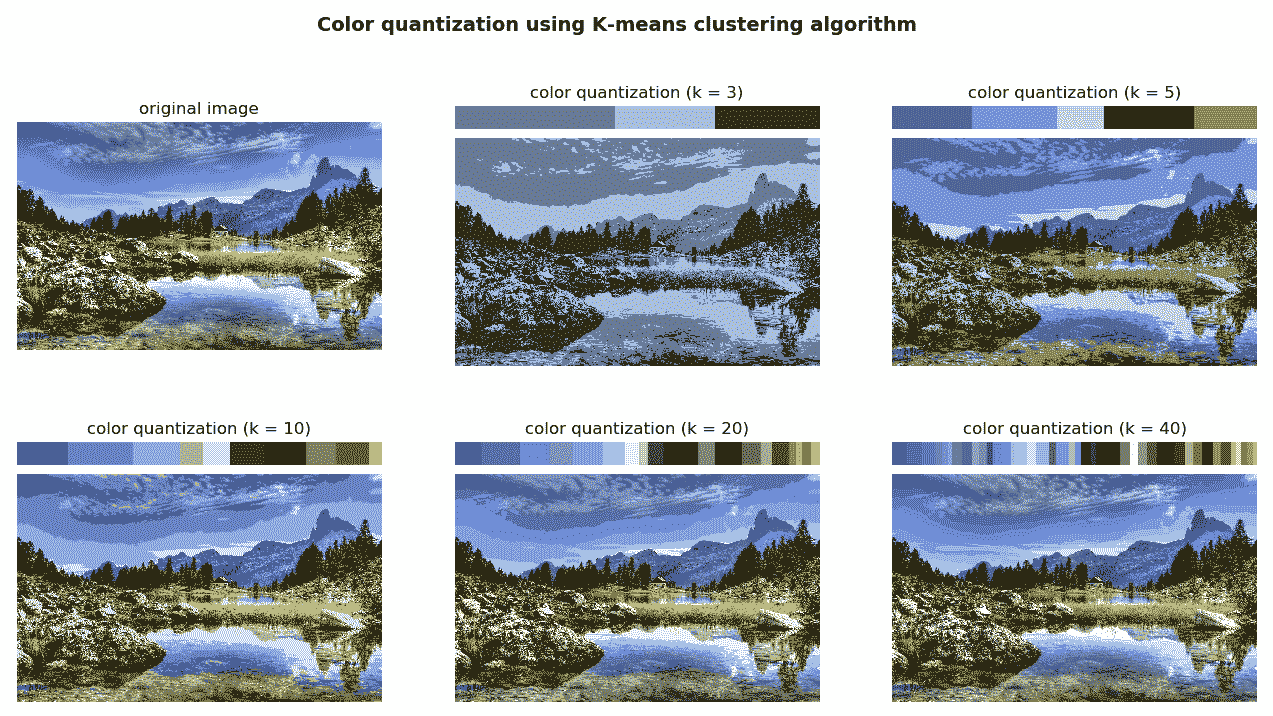 Color quantization using K-means clustering algorithm
original image
color quantization (k = 3)
color quantization (k = 5)
color quantization (k = 10)
color quantization (k = 20)
color quantization (k = 40)